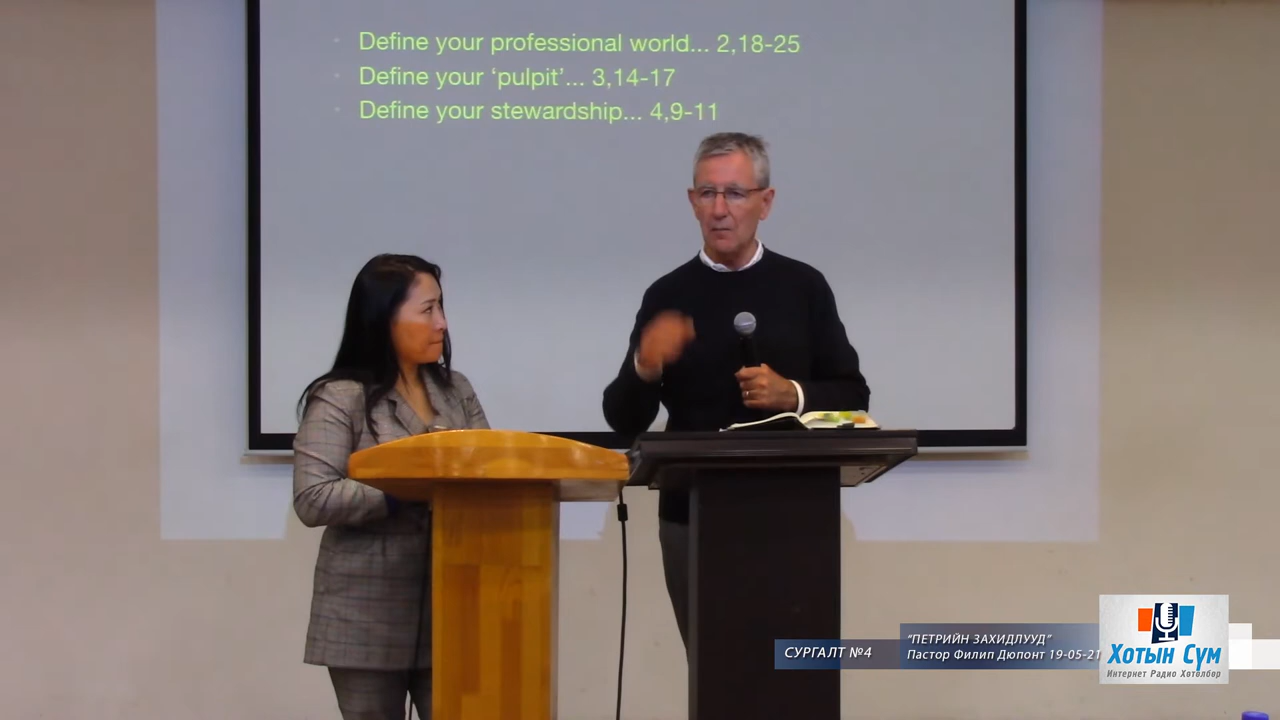 Define your professional world... 2,18-25
Define your ‘pulpit’... 3,14-17
Define your stewardship... 4,9-11
СУРГАЛТ №4
"ПЕТРИЙН ЗАХИДЛУУД"
Пастор Филип Дюпонт 19-05-21
Хотын Сүм
Интернет Радио Хөтөлбөр